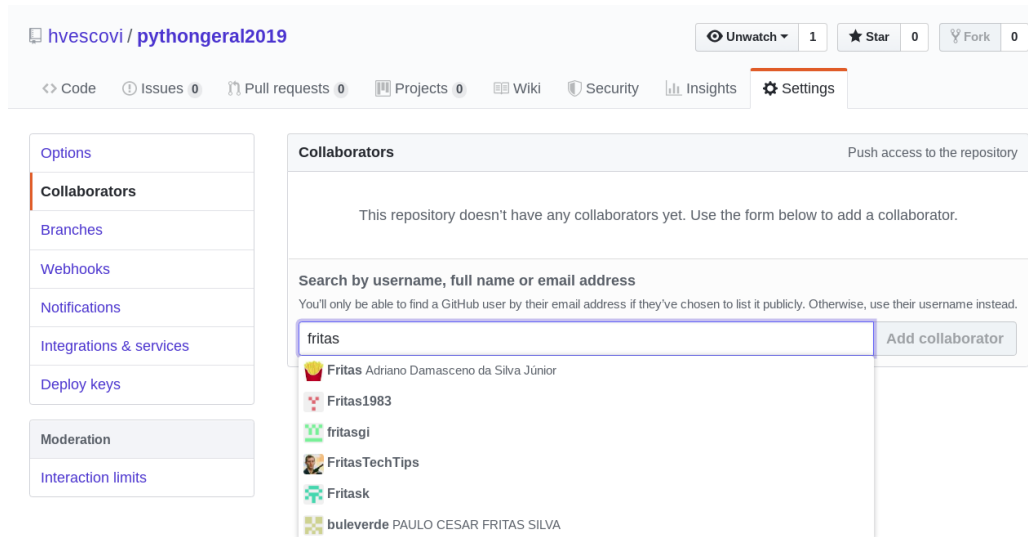 hvescovi / pythongeral2019
Unwatch 1 Star 0 Fork 0
Code Issues 0 Pull requests 0 Projects 0 Wiki Security Insights Settings
Options
Collaborators
Branches
Webhooks
Notifications
Integrations & services
Deploy keys
Moderation
Interaction limits
Collaborators Push access to the repository
This repository doesn't have any collaborators yet. Use the form below to add a collaborator.
Search by username, full name or email address
You'll only be able to find a GitHub user by their email address if they've chosen to list it publicly. Otherwise, use their username instead.
fritas Add collaborator
Fritas Adriano Damasceno da Silva Júnior
Fritas1983
fritasgi
FritasTechTips
Fritask
buleverde PAULO CESAR FRITAS SILVA